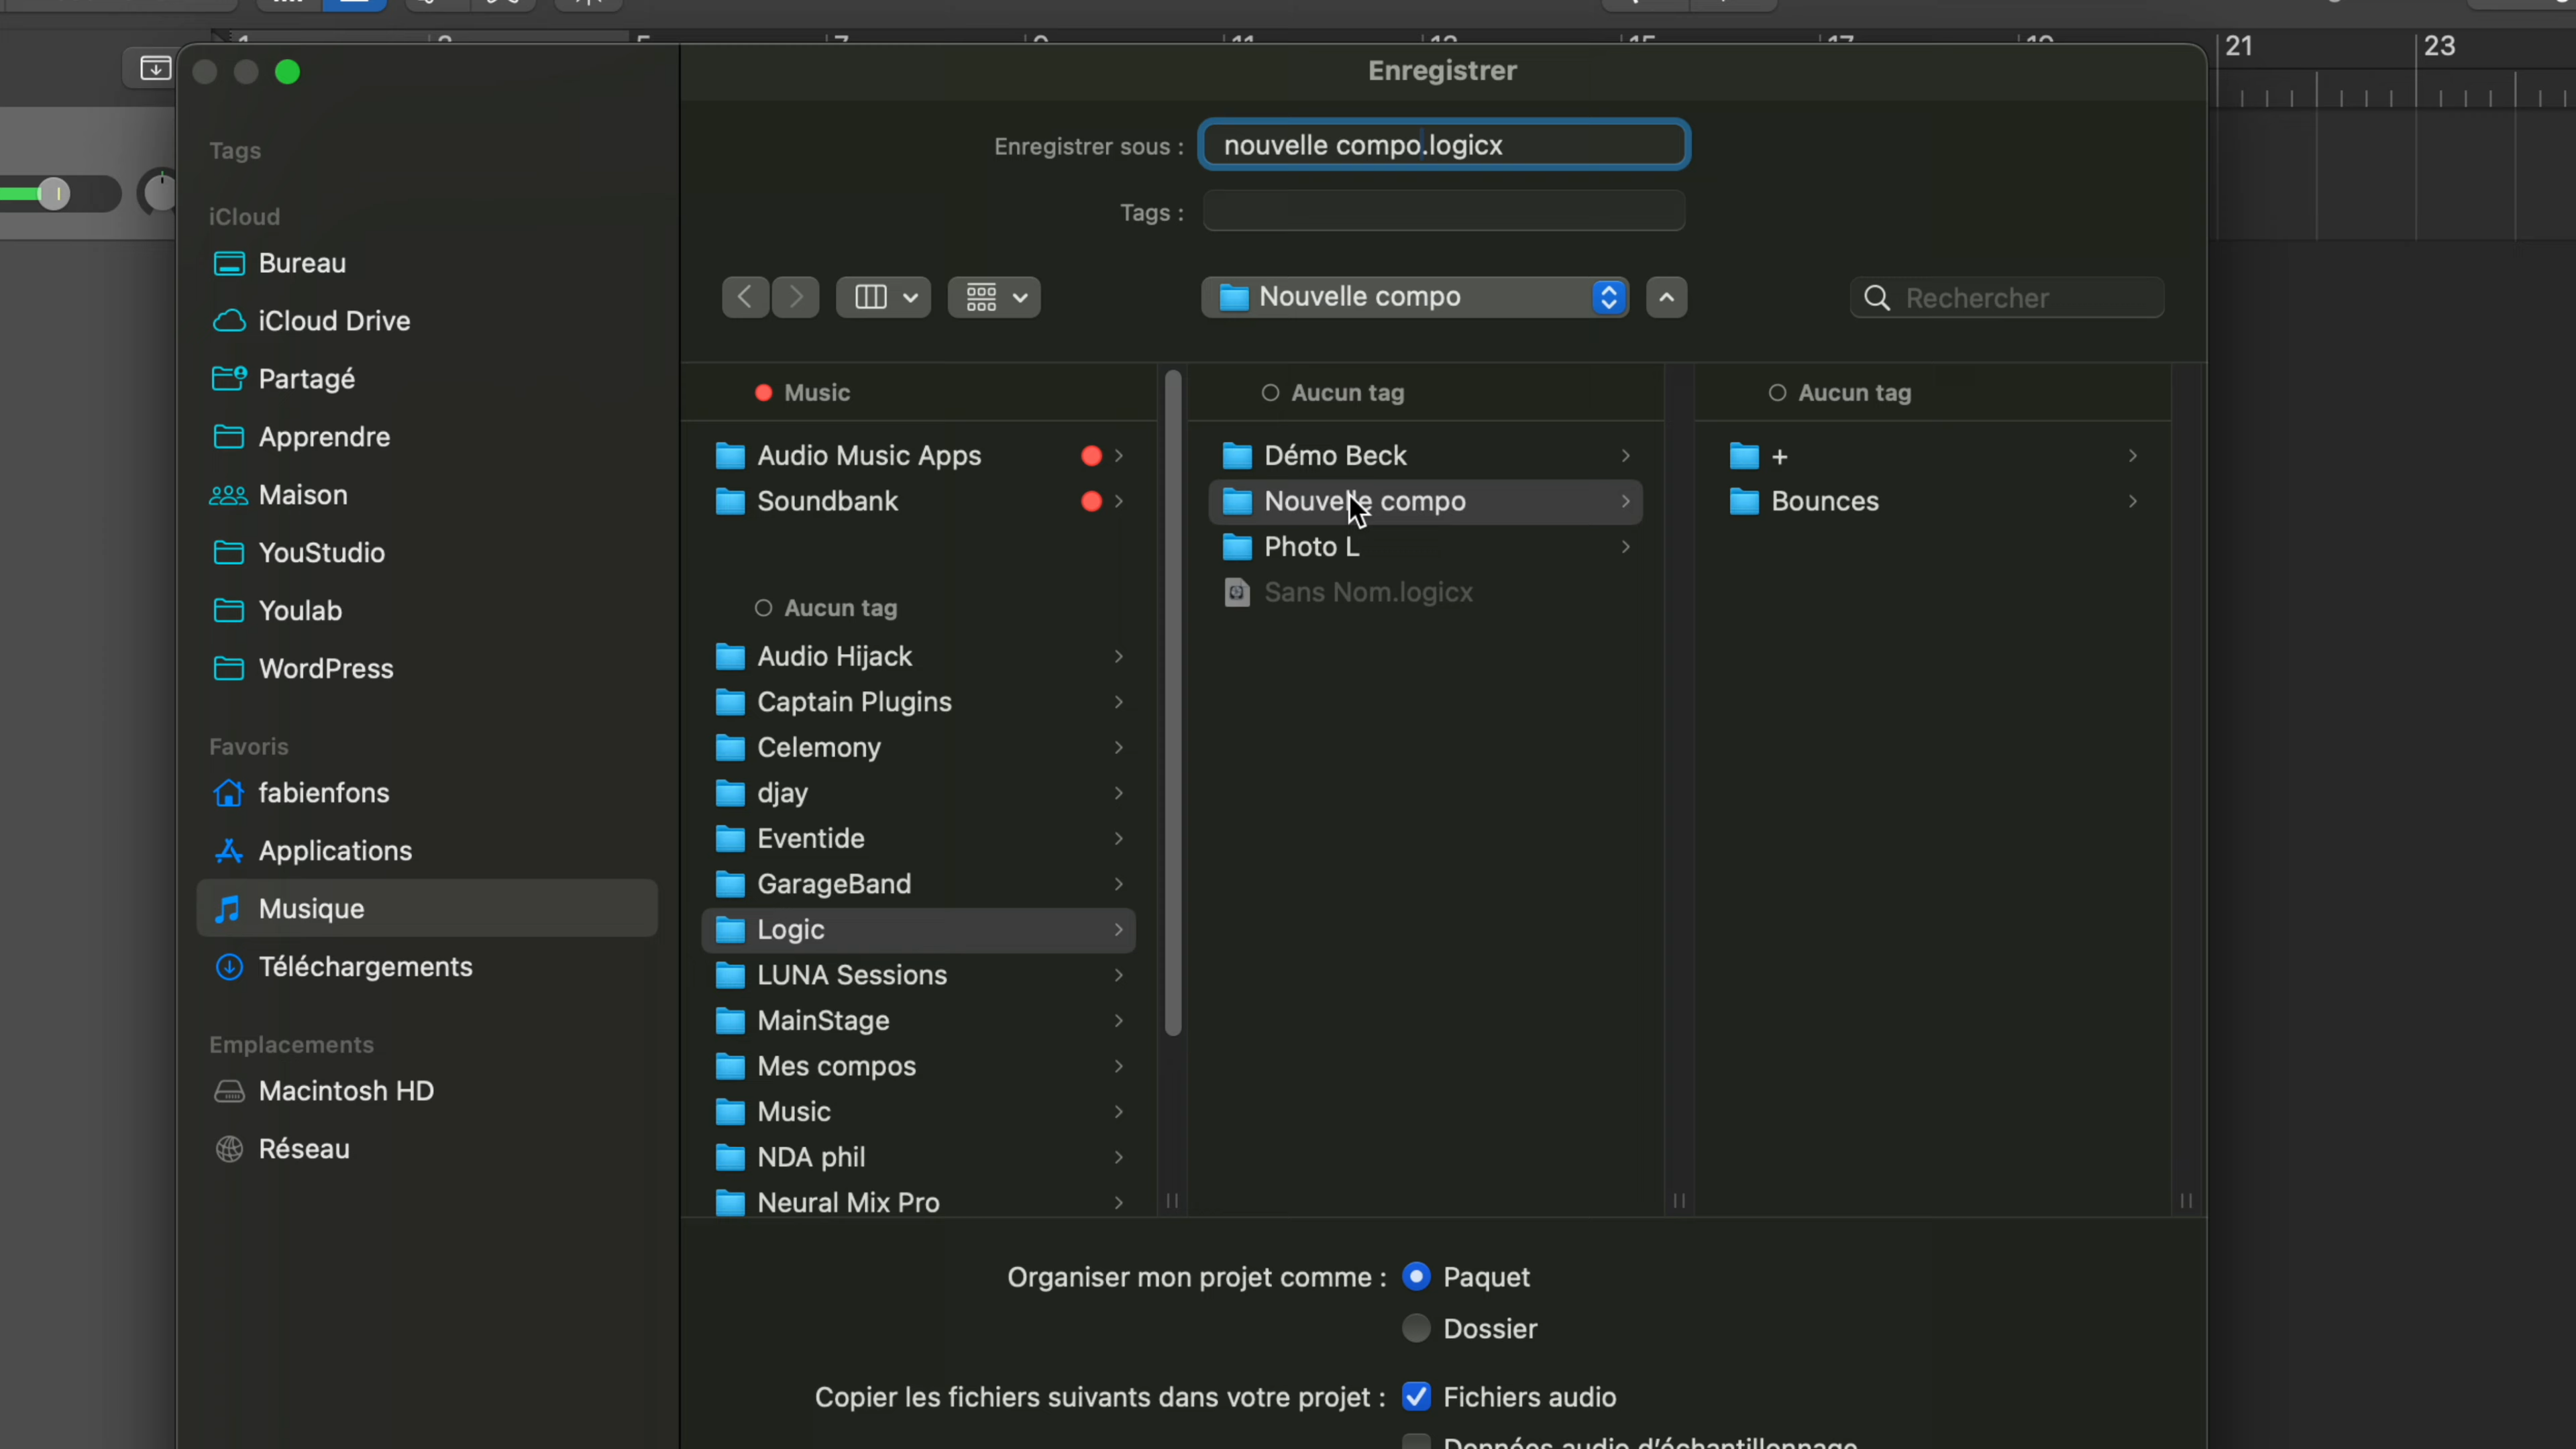 21
23
Enregistrer
Enregistrer sous :
nouvelle compo.logicx
Tags :
Nouvelle compo
Rechercher
Tags
iCloud
Bureau
iCloud Drive
Partagé
Apprendre
Maison
YouStudio
Youlab
WordPress
Favoris
fabienfons
Applications
Musique
Téléchargements
Emplacements
Macintosh HD
Réseau
Music
Audio Music Apps
Soundbank
Aucun tag
Audio Hijack
Captain Plugins
Celemony
djay
Eventide
GarageBand
Logic
LUNA Sessions
MainStage
Mes compos
Music
NDA phil
Neural Mix Pro
Aucun tag
Démo Beck
Nouvelle compo
Photo L
Sans Nom.logicx
Aucun tag
+
Bounces
Organiser mon projet comme :
Paquet
Dossier
Copier les fichiers suivants dans votre projet :
Fichiers audio
Données audio d'échantillonnage